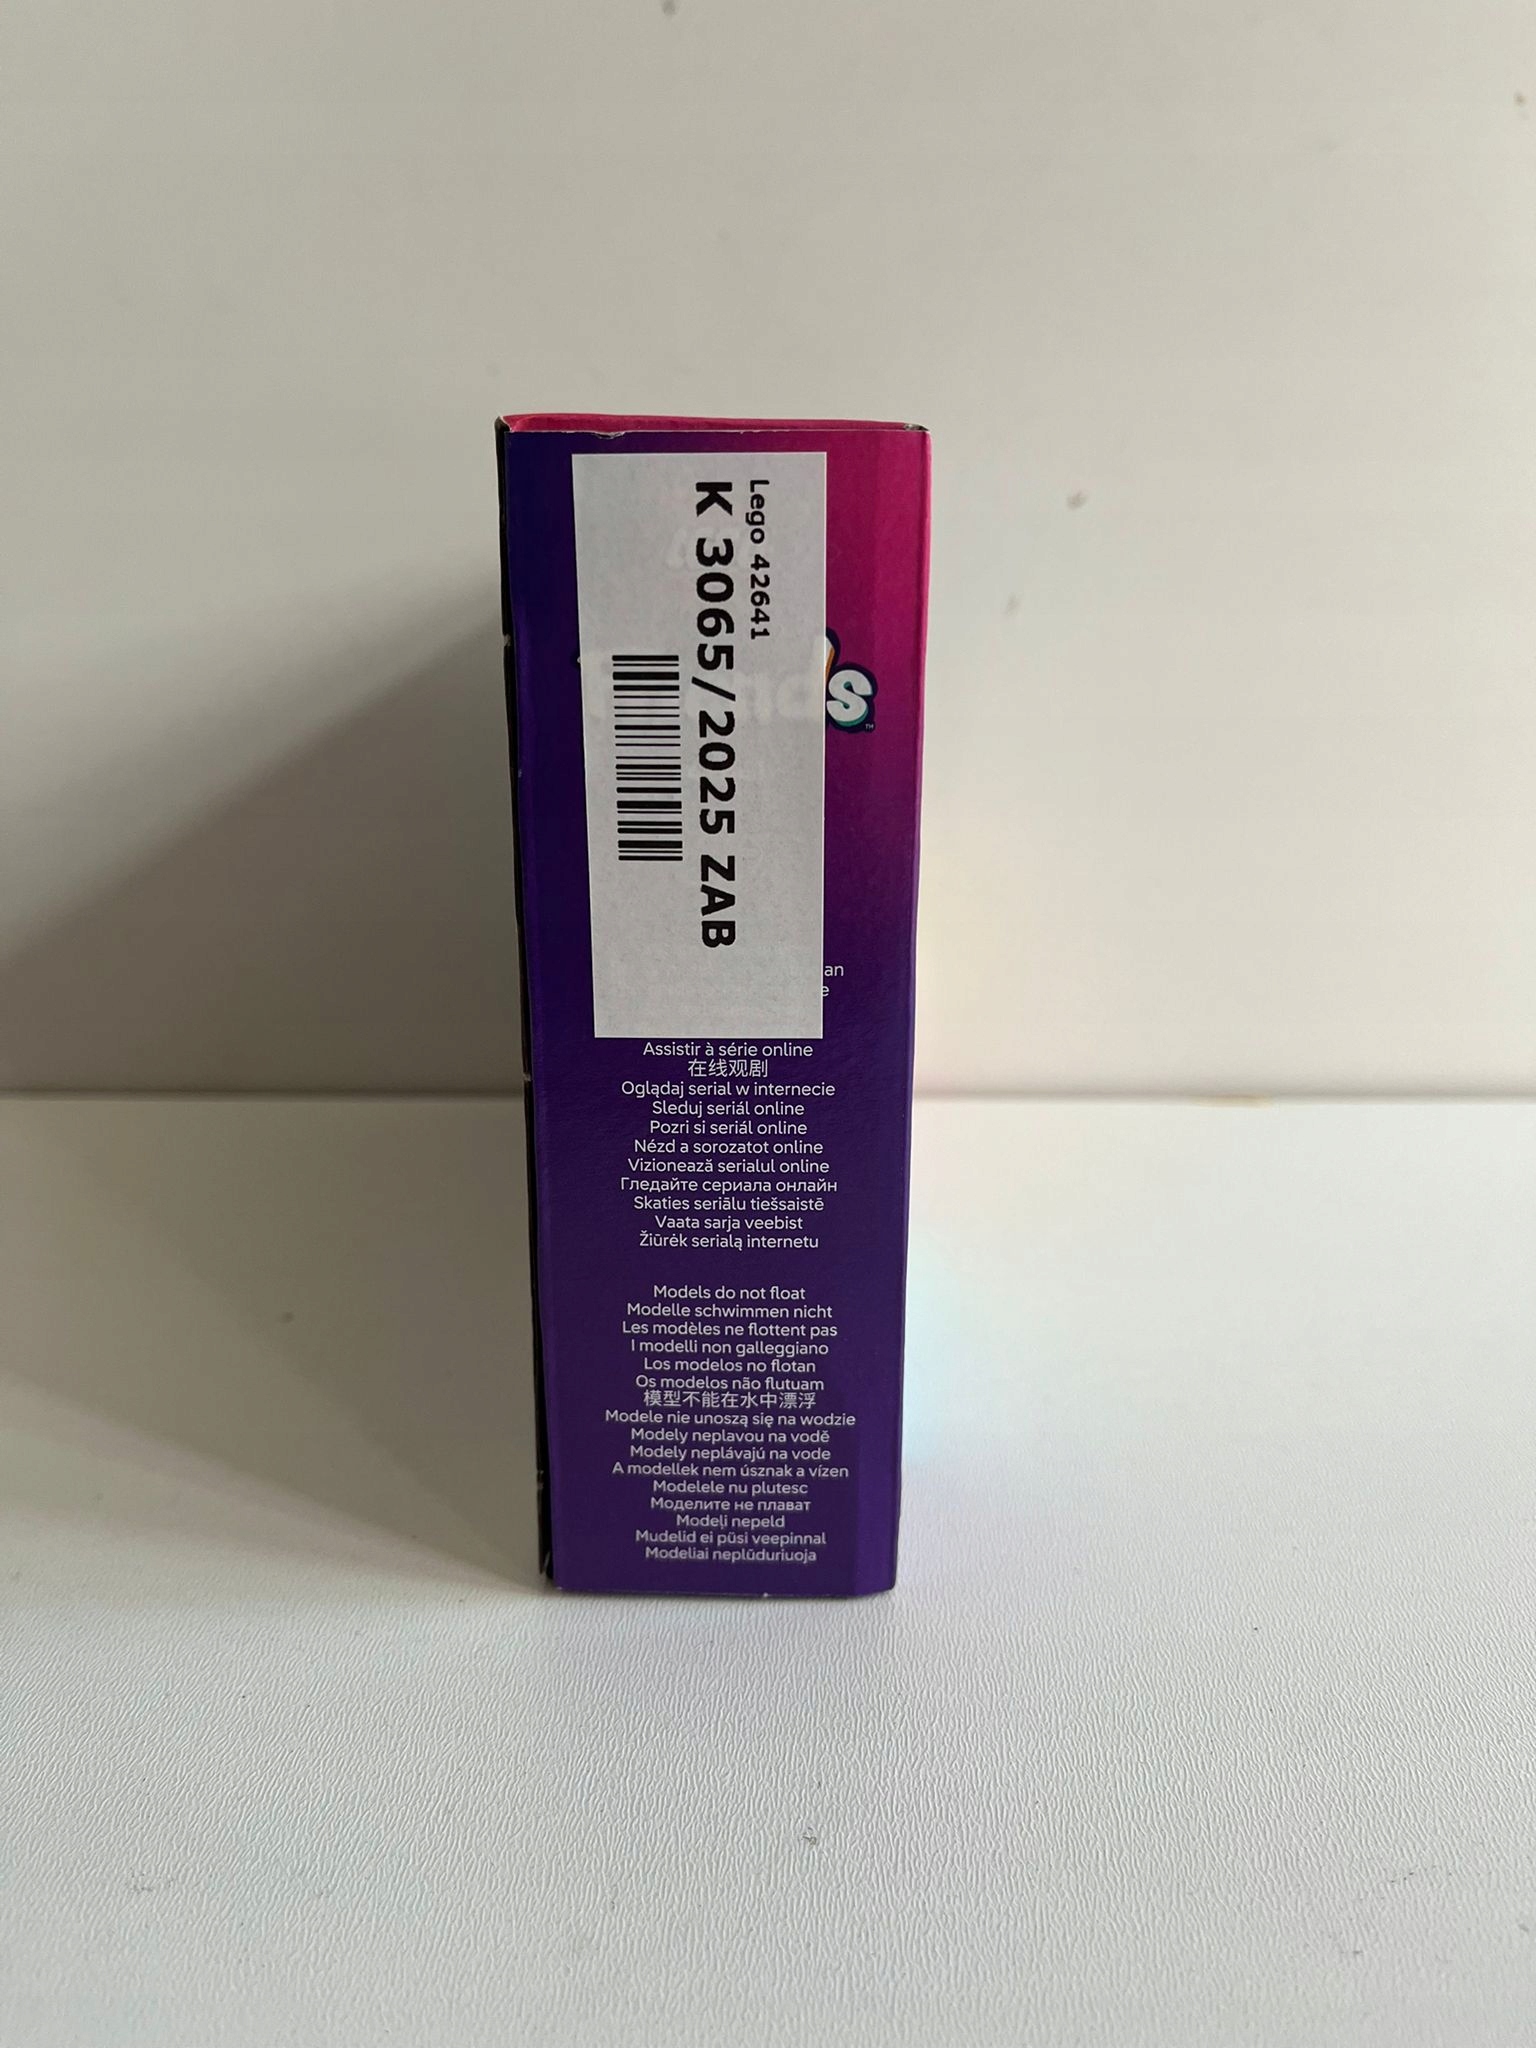 Lego 42641
K 3065/2025 ZAB
s
TM
an
e
Assistir à série online
在线观剧
Oglądaj serial w internecie
Sleduj seriál online
Pozri si seriál online
Nézd a sorozatot online
Vizionează serialul online
Гледайте сериала онлайн
Skaties seriālu tiešsaistē
Vaata sarja veebist
Žiūrėk serialą internetu
Models do not float
Modelle schwimmen nicht
Les modèles ne flottent pas
I modelli non galleggiano
Los modelos no flotan
Os modelos não flutuam
模型不能在水中漂浮
Modele nie unoszą się na wodzie
Modely neplavou na vodě
Modely neplávajú na vode
A modellek nem úsznak a vízen
Modelele nu plutesc
Моделите не плават
Modeļi nepeld
Mudelid ei püsi veepinnal
Modeliai neplūduriuoja